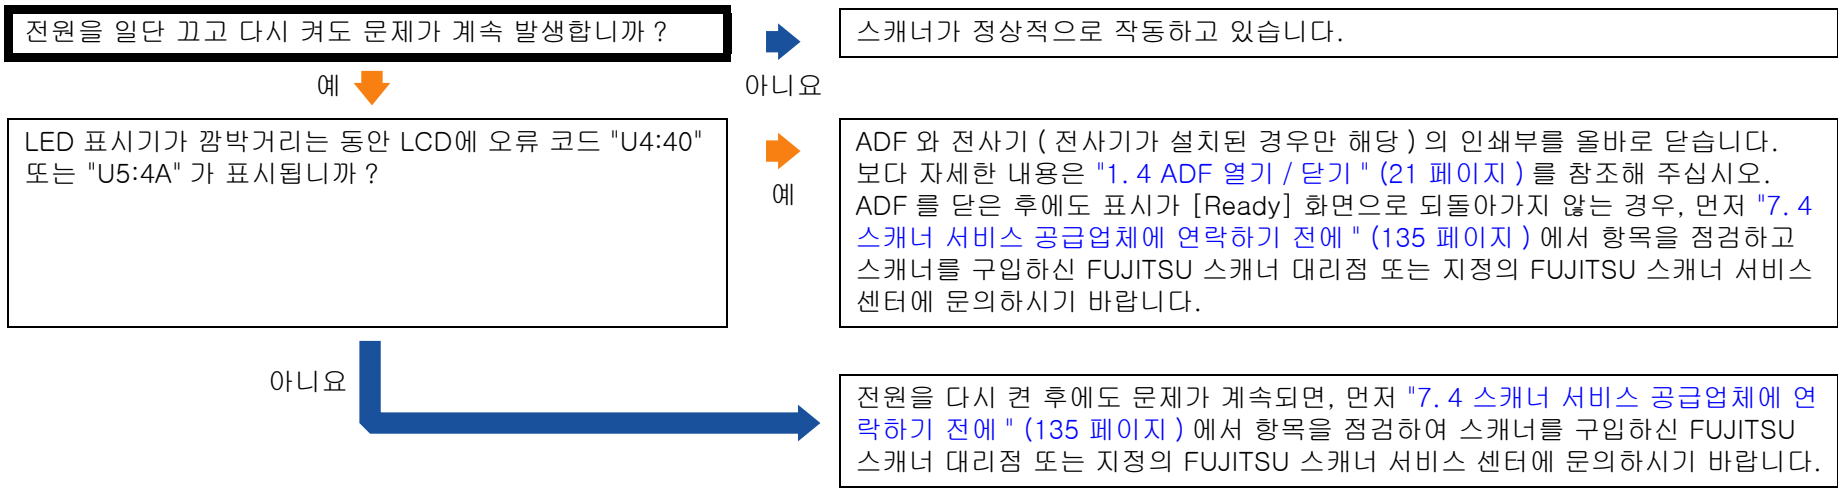 전원을 일단 끄고 다시 켜도 문제가 계속 발생합니까 ?
스캐너가 정상적으로 작동하고 있습니다.
예
아니요
LED 표시기가 깜박거리는 동안 LCD에 오류 코드 "U4:40"
또는 "U5:4A" 가 표시됩니까 ?
예
ADF 와 전사기 ( 전사기가 설치된 경우만 해당 ) 의 인쇄부를 올바로 닫습니다.
보다 자세한 내용은 "1. 4 ADF 열기 / 닫기 " (21 페이지 ) 를 참조해 주십시오.
ADF 를 닫은 후에도 표시가 [Ready] 화면으로 되돌아가지 않는 경우, 먼저 "7. 4
스캐너 서비스 공급업체에 연락하기 전에 " (135 페이지 ) 에서 항목을 점검하고
스캐너를 구입하신 FUJITSU 스캐너 대리점 또는 지정의 FUJITSU 스캐너 서비스
센터에 문의하시기 바랍니다.
아니요
전원을 다시 켠 후에도 문제가 계속되면, 먼저 "7. 4 스캐너 서비스 공급업체에 연
락하기 전에 " (135 페이지 ) 에서 항목을 점검하여 스캐너를 구입하신 FUJITSU
스캐너 대리점 또는 지정의 FUJITSU 스캐너 서비스 센터에 문의하시기 바랍니다.